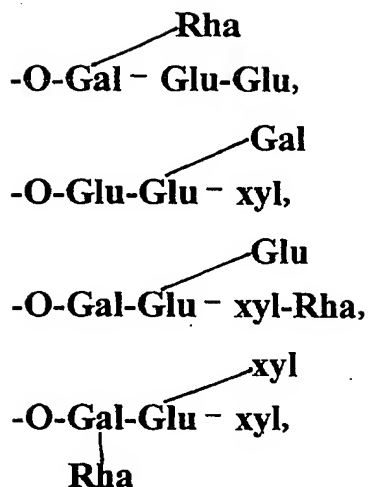 Rha
-O-Gal - Glu-Glu,
Gal
-O-Glu-Glu - xyl,
Glu
-O-Gal-Glu - xyl-Rha,
xyl
-O-Gal-Glu - xyl,
Rha